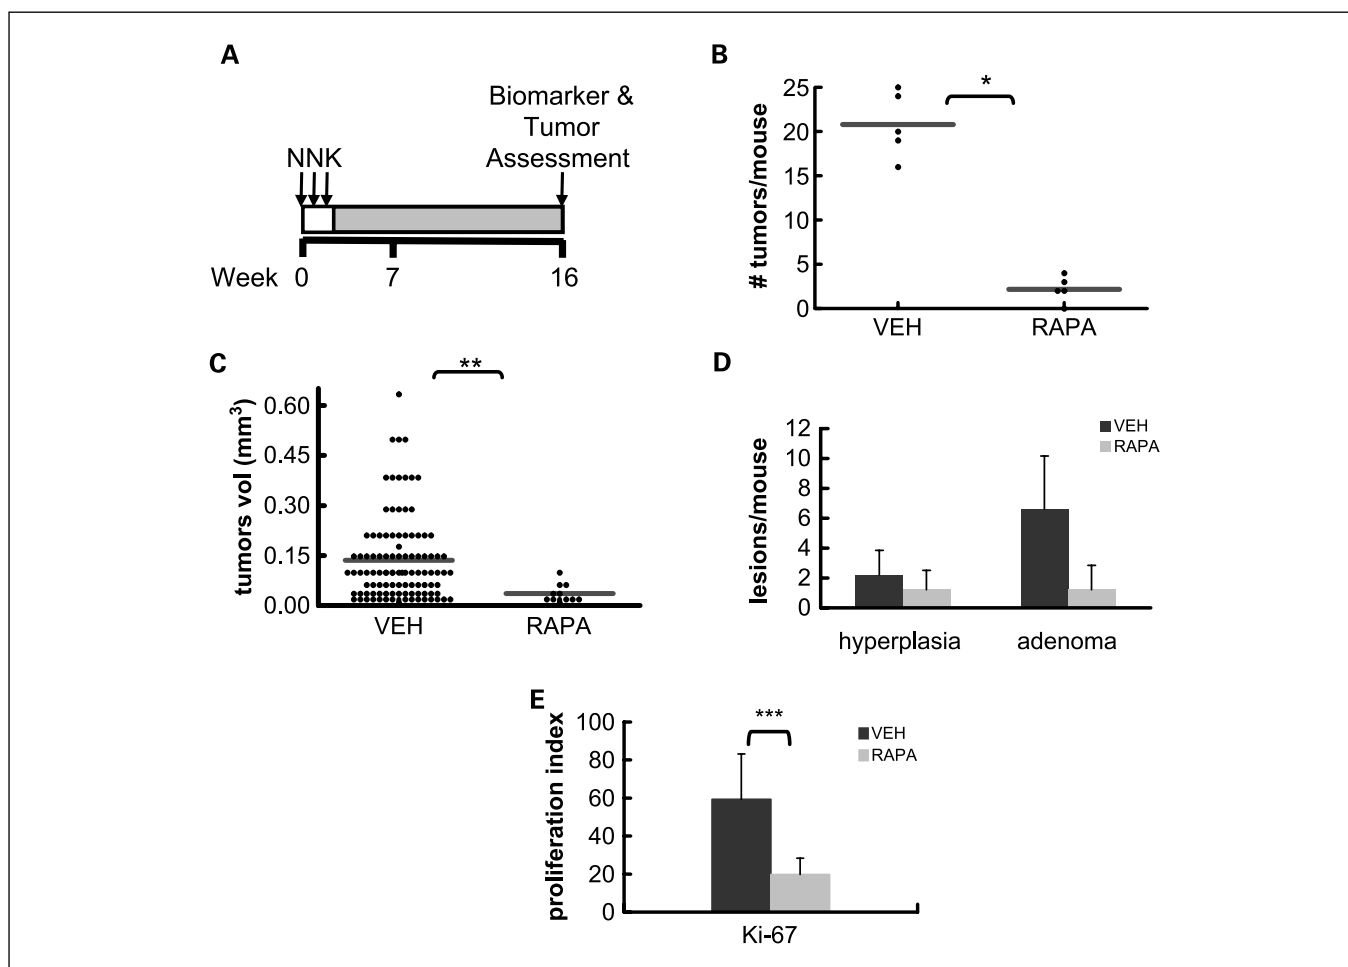 A
Biomarker &
Tumor
Assessment
NNK
Week 0 7 16
B
# tumors/mouse
25
20
15
10
5
0
*
VEH RAPA
C
tumors vol (mm³)
0.60
0.45
0.30
0.15
0.00
**
VEH RAPA
D
lesions/mouse
12
10
8
6
4
2
0
VEH
RAPA
hyperplasia adenoma
E
proliferation index
100
80
60
40
20
0
***
VEH
RAPA
Ki-67